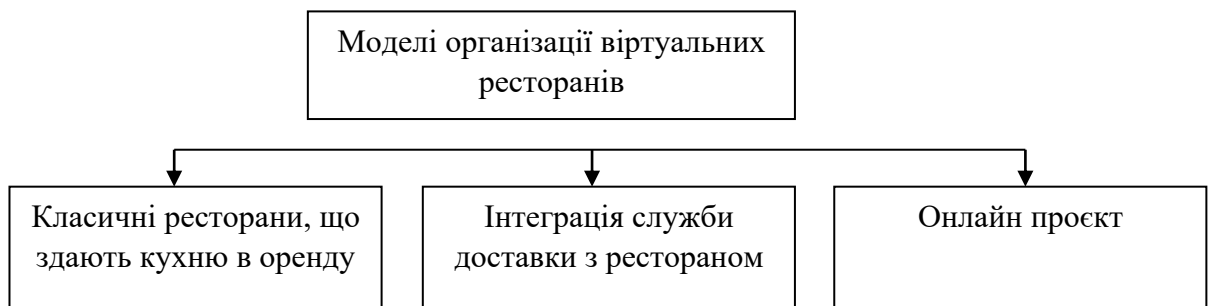 Моделі організації віртуальних
ресторанів
Класичні ресторани, що
здають кухню в оренду
Інтеграція служби
доставки з рестораном
Онлайн проєкт